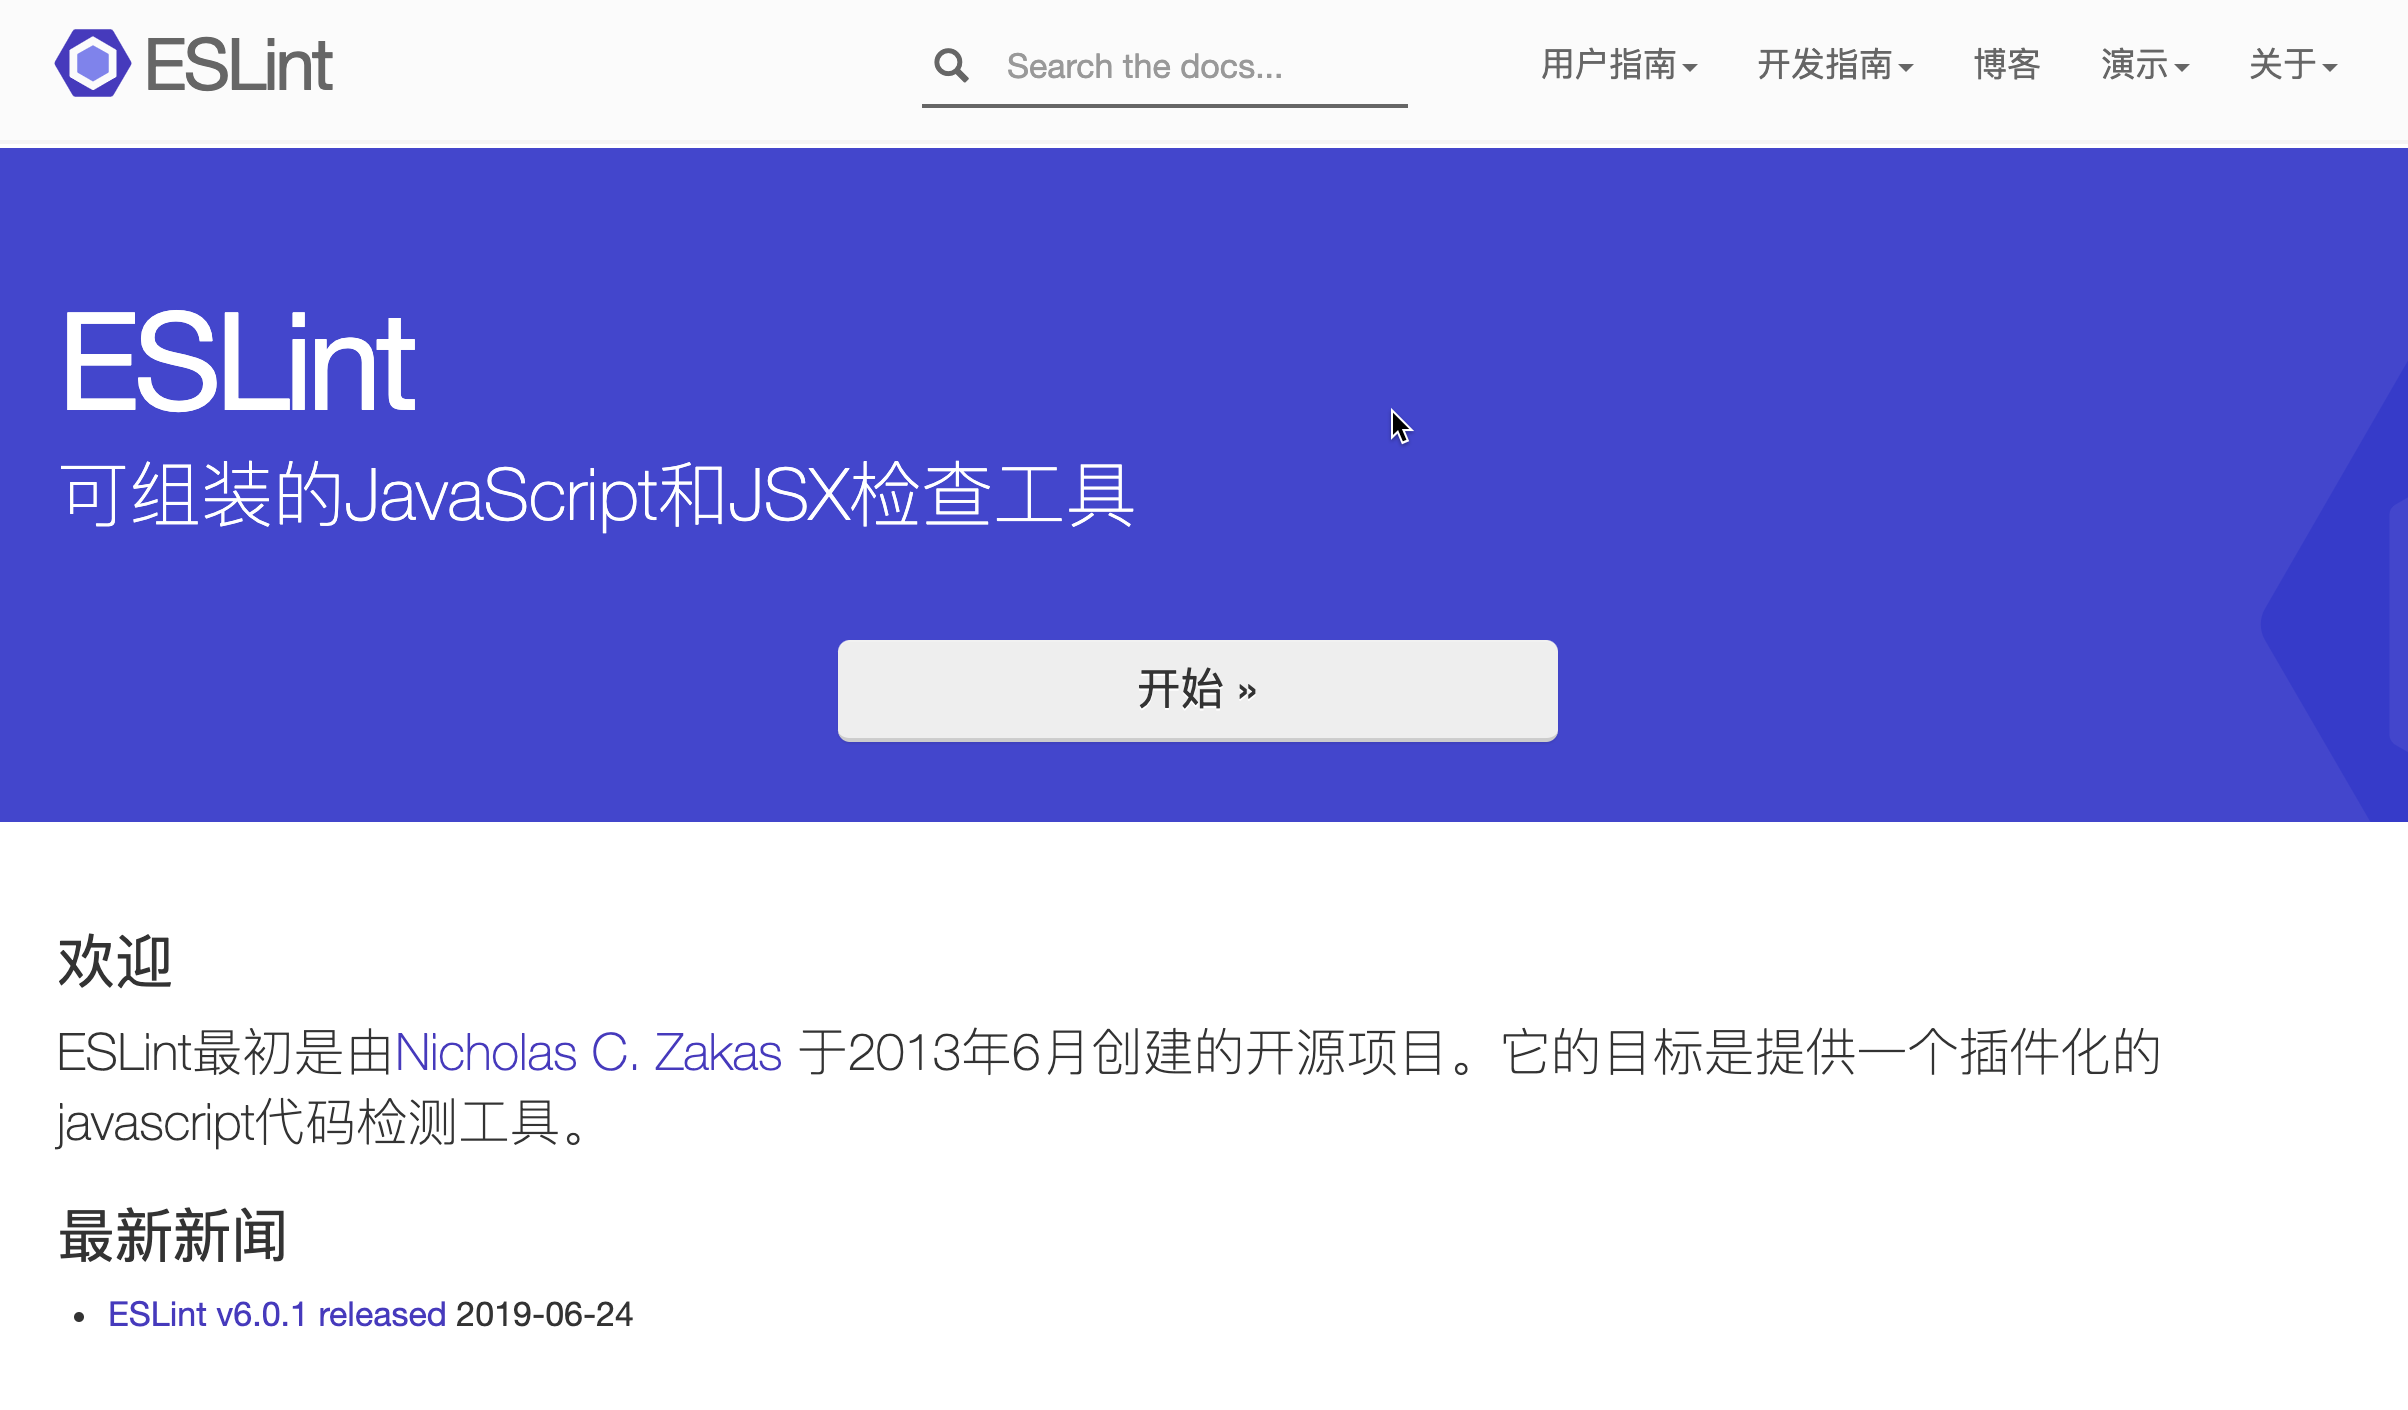 ESLint
Search the docs...
用户指南
开发指南
博客
演示
关于
ESLint
可组装的JavaScript和JSX检查工具
开始 »
欢迎
ESLint最初是由Nicholas C. Zakas 于2013年6月创建的开源项目。它的目标是提供一个插件化的
javascript代码检测工具。
最新新闻
• ESLint v6.0.1 released 2019-06-24